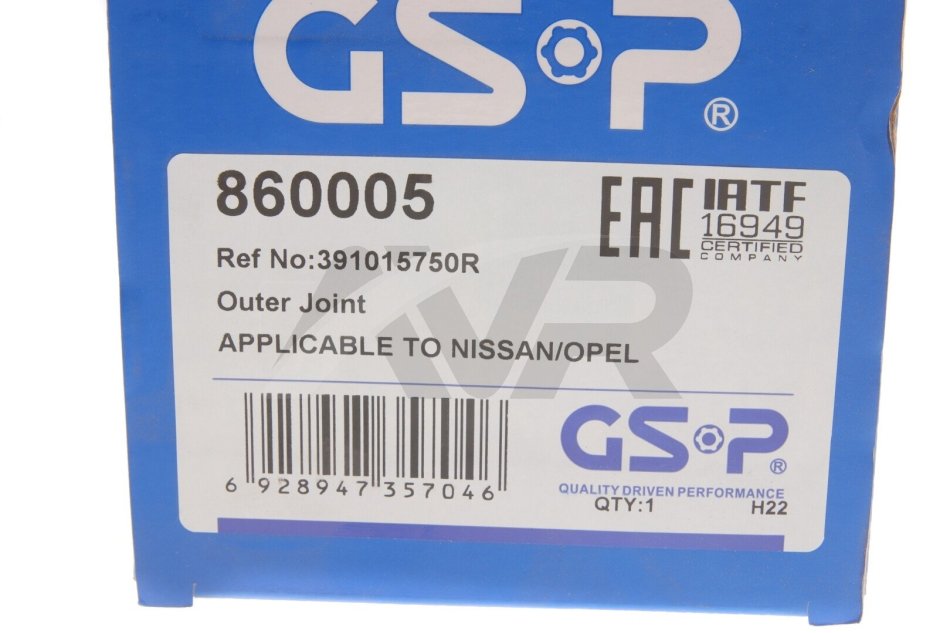 GSP®
860005
EAC
IATF
16949
CERTIFIED
COMPANY
Ref No:391015750R
Outer Joint
APPLICABLE TO NISSAN/OPEL
VR
6 928947 357046
GSP®
QUALITY DRIVEN PERFORMANCE
QTY:1 H22